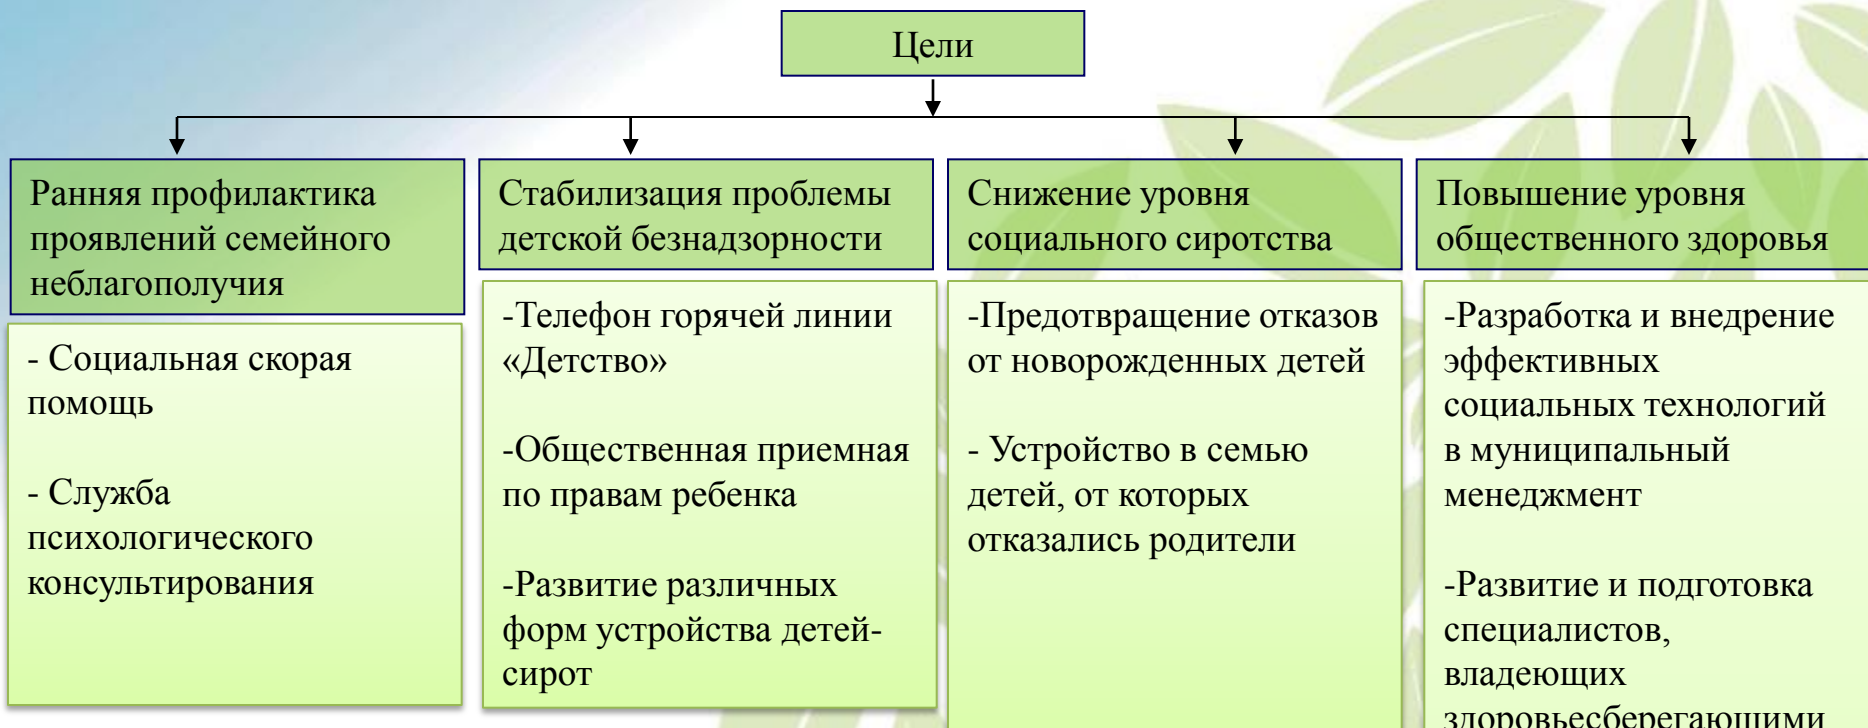 Цели
Ранняя профилактика
проявлений семейного
неблагополучия
- Социальная скорая
помощь
- Служба
психологического
консультирования
Стабилизация проблемы
детской безнадзорности
-Телефон горячей линии
«Детство»
-Общественная приемная
по правам ребенка
-Развитие различных
форм устройства детей-
сирот
Снижение уровня
социального сиротства
-Предотвращение отказов
от новорожденных детей
- Устройство в семью
детей, от которых
отказались родители
Повышение уровня
общественного здоровья
-Разработка и внедрение
эффективных
социальных технологий
в муниципальный
менеджмент
-Развитие и подготовка
специалистов,
владеющих
здоровьесберегающими